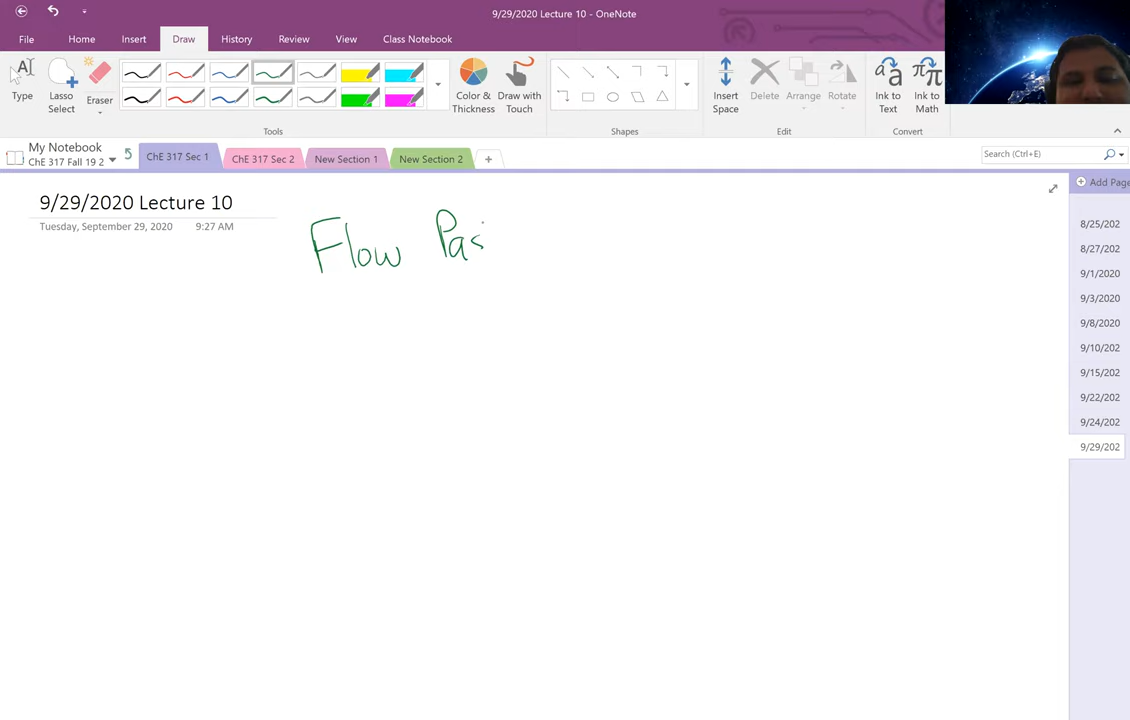 9/29/2020 Lecture 10 - OneNote
File Home Insert Draw History Review View Class Notebook
Type
Lasso Select
Eraser
Color & Thickness
Draw with Touch
Insert Space
Delete
Arrange
Rotate
Ink to Text
Ink to Math
Tools
Shapes
Edit
Convert
My Notebook
ChE 317 Fall 19 2
ChE 317 Sec 1
ChE 317 Sec 2
New Section 1
New Section 2
Search (Ctrl+E)
Add Page
9/29/2020 Lecture 10
Tuesday, September 29, 2020 9:27 AM
Flow Pas
8/25/202
8/27/202
9/1/2020
9/3/2020
9/8/2020
9/10/202
9/15/202
9/22/202
9/24/202
9/29/202